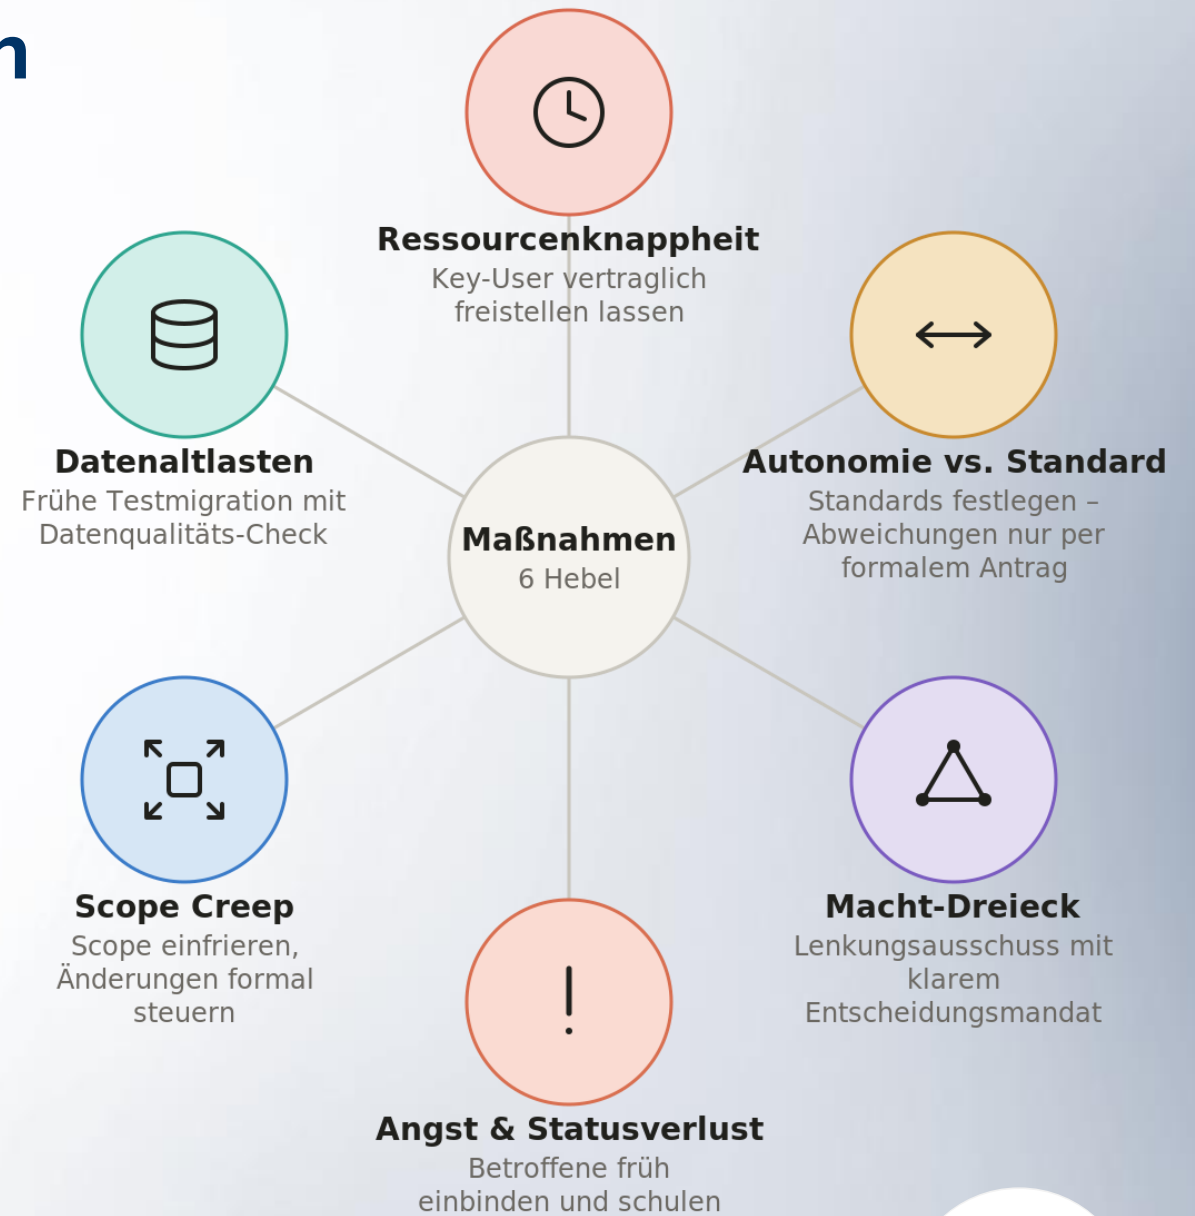 n
Ressourcenknappheit
Key-User vertraglich
freistellen lassen
Datenaltlasten
Frühe Testmigration mit
Datenqualitäts-Check
Autonomie vs. Standard
Standards festlegen –
Abweichungen nur per
formalem Antrag
Maßnahmen
6 Hebel
Scope Creep
Scope einfrieren,
Änderungen formal
steuern
Macht-Dreieck
Lenkungsausschuss mit
klarem
Entscheidungsmandat
Angst & Statusverlust
Betroffene früh
einbinden und schulen